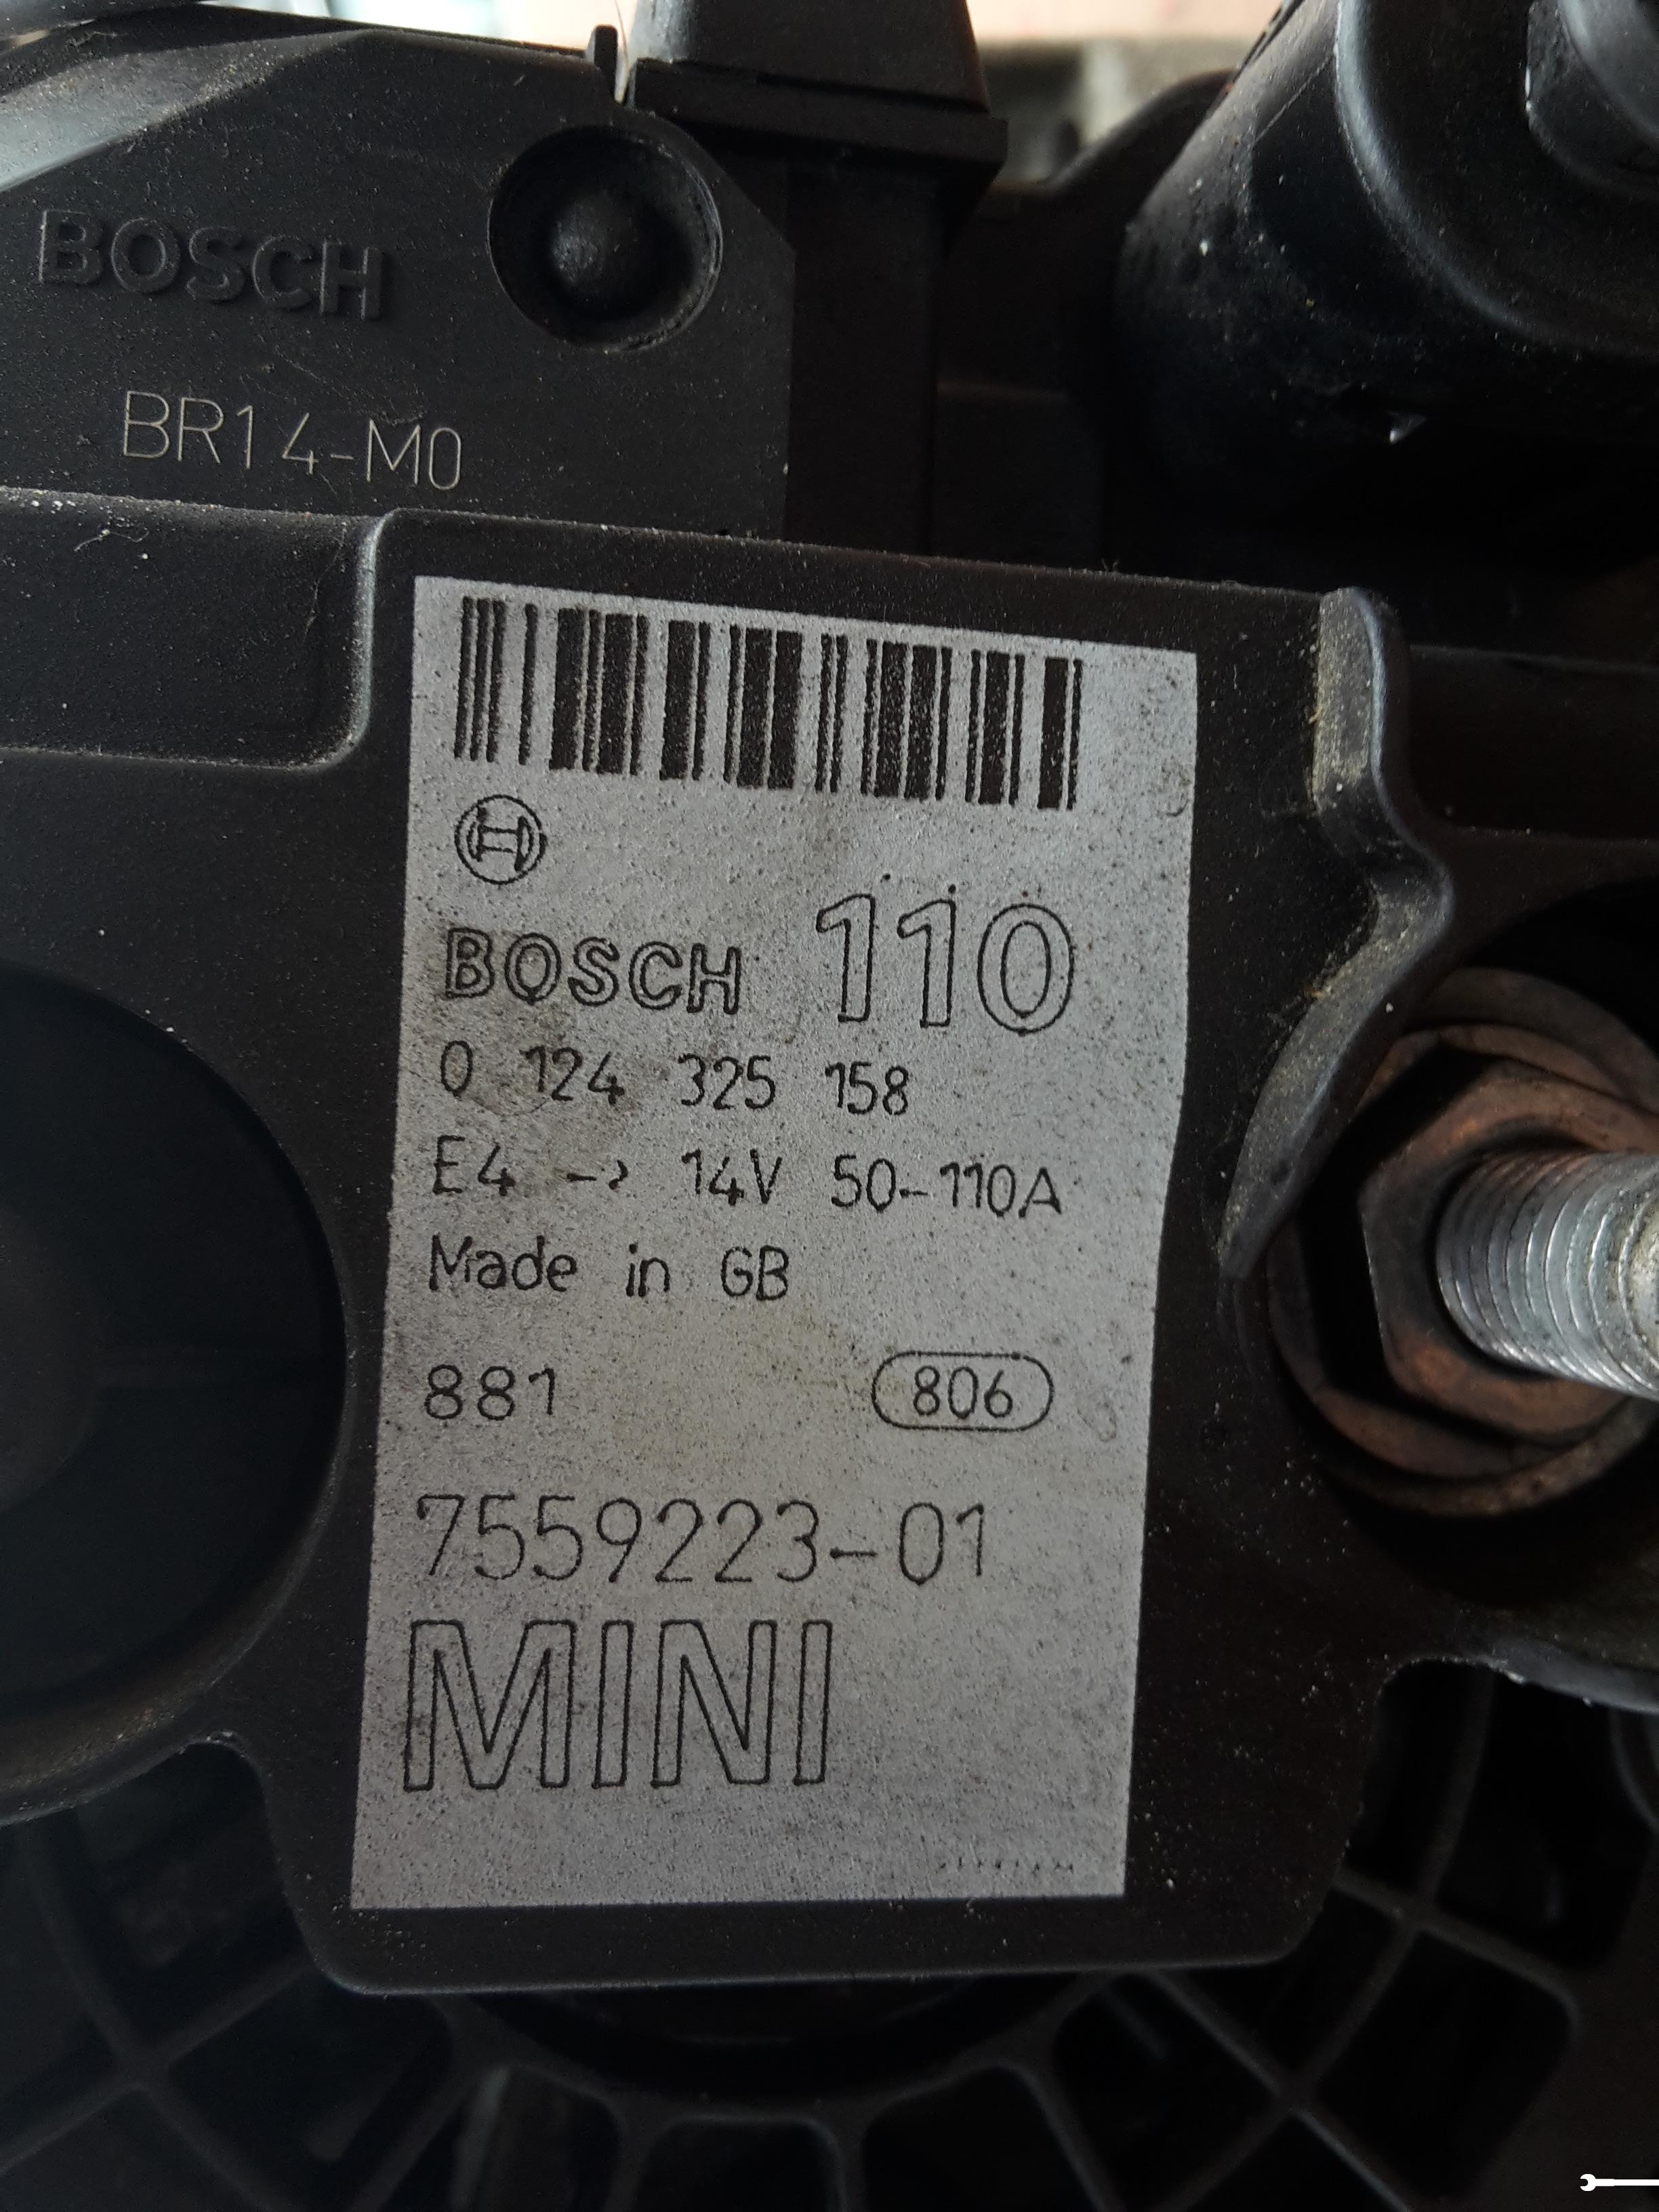 BOSCH
BR14-M0
BOSCH 110
0 124 325 158
E4 -> 14V 50-110A
Made in GB
881 806
7559223-01
MINI